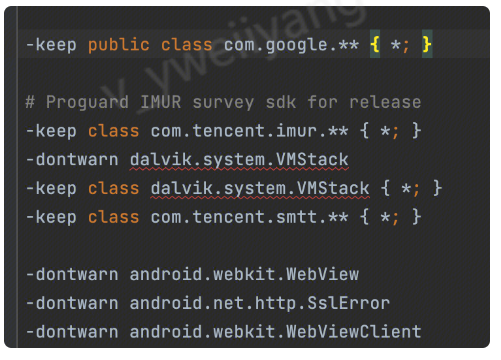 -keep public class com.google.** { *; }
# Proguard IMUR survey sdk for release
-keep class com.tencent.imur.** { *; }
-dontwarn dalvik.system.VMStack
-keep class dalvik.system.VMStack { *; }
-keep class com.tencent.smtt.** { *; }
-dontwarn android.webkit.WebView
-dontwarn android.net.http.SslError
-dontwarn android.webkit.WebViewClient